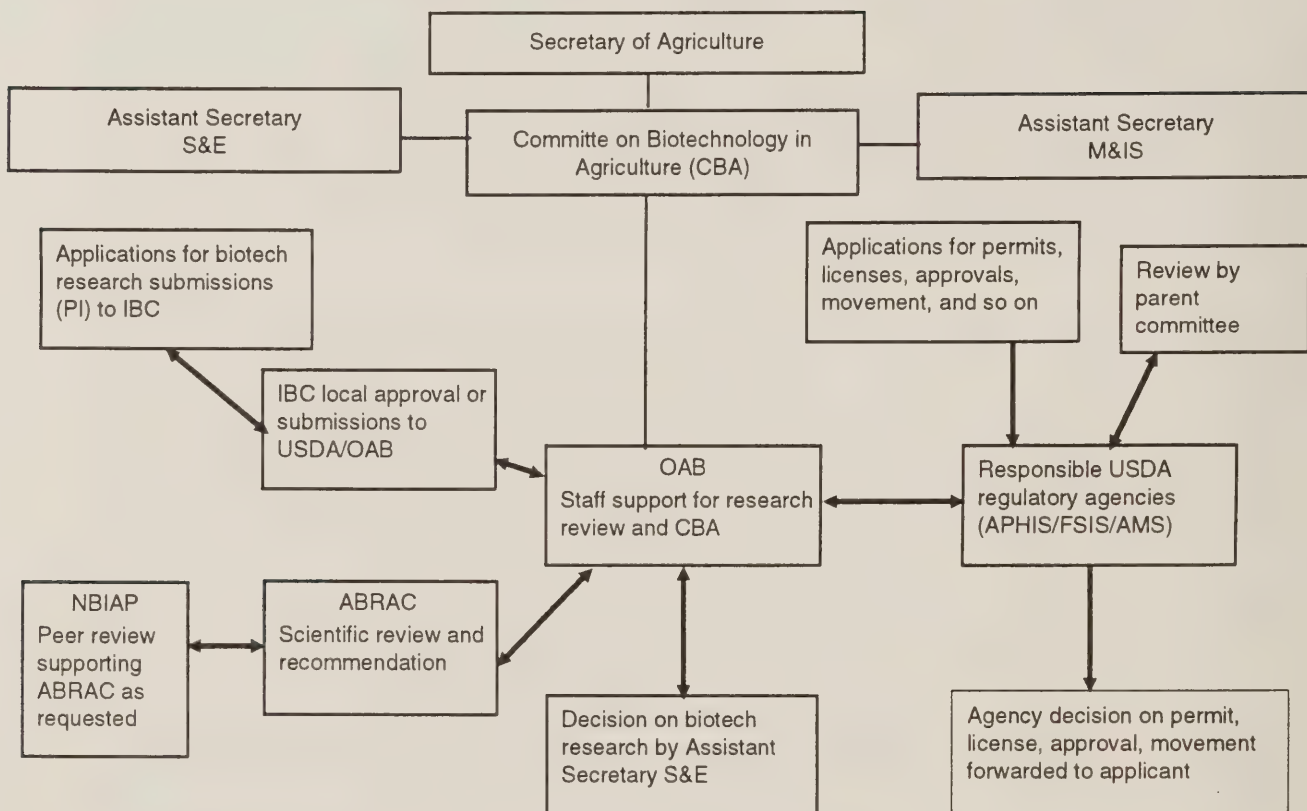 Secretary of Agriculture
Assistant Secretary
S&E
Committe on Biotechnology in
Agriculture (CBA)
Assistant Secretary
M&IS
Applications for biotech
research submissions
(PI) to IBC
Applications for permits,
licenses, approvals,
movement, and so on
Review by
parent
committee
IBC local approval or
submissions to
USDA/OAB
OAB
Staff support for research
review and CBA
Responsible USDA
regulatory agencies
(APHIS/FSIS/AMS)
NBIAP
Peer review
supporting
ABRAC as
requested
ABRAC
Scientific review and
recommendation
Decision on biotech
research by Assistant
Secretary S&E
Agency decision on permit,
license, approval, movement
forwarded to applicant